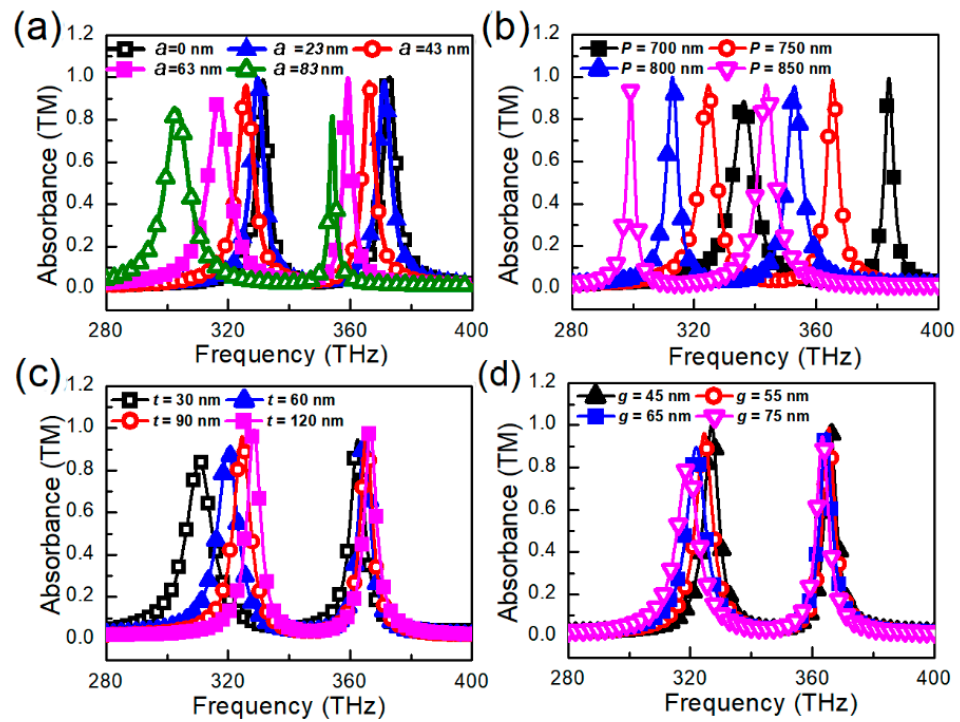 (a)
a=0 nm a=23nm a=43 nm
a=63 nm a=83nm
Absorbance (TM)
1.2
1.0
0.8
0.6
0.4
0.2
0.0
280 320 360 400
Frequency (THz)
(b)
P = 700 nm P = 750 nm
P = 800 nm P = 850 nm
Absorbance (TM)
1.2
1.0
0.8
0.6
0.4
0.2
0.0
280 320 360 400
Frequency (THz)
(c)
t = 30 nm t = 60 nm
t = 90 nm t = 120 nm
Absorbance (TM)
1.2
1.0
0.8
0.6
0.4
0.2
0.0
280 320 360 400
Frequency (THz)
(d)
g = 45 nm g = 55 nm
g = 65 nm g = 75 nm
Absorbance (TM)
1.2
1.0
0.8
0.6
0.4
0.2
0.0
280 320 360 400
Frequency (THz)